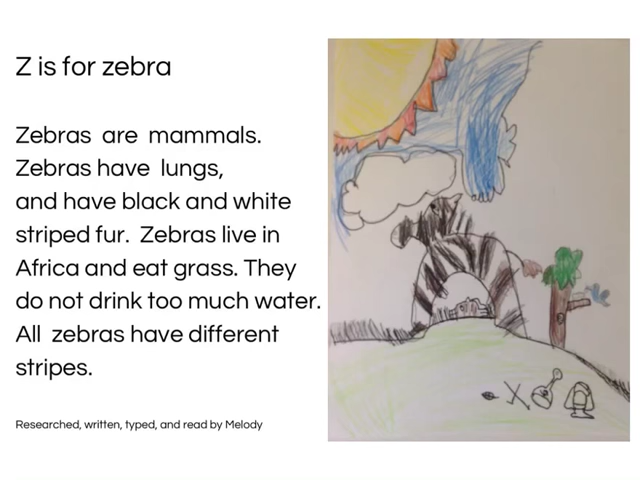 Z is for zebra
Zebras are mammals.
Zebras have lungs,
and have black and white
striped fur. Zebras live in
Africa and eat grass. They
do not drink too much water.
All zebras have different
stripes.
Researched, written, typed, and read by Melody